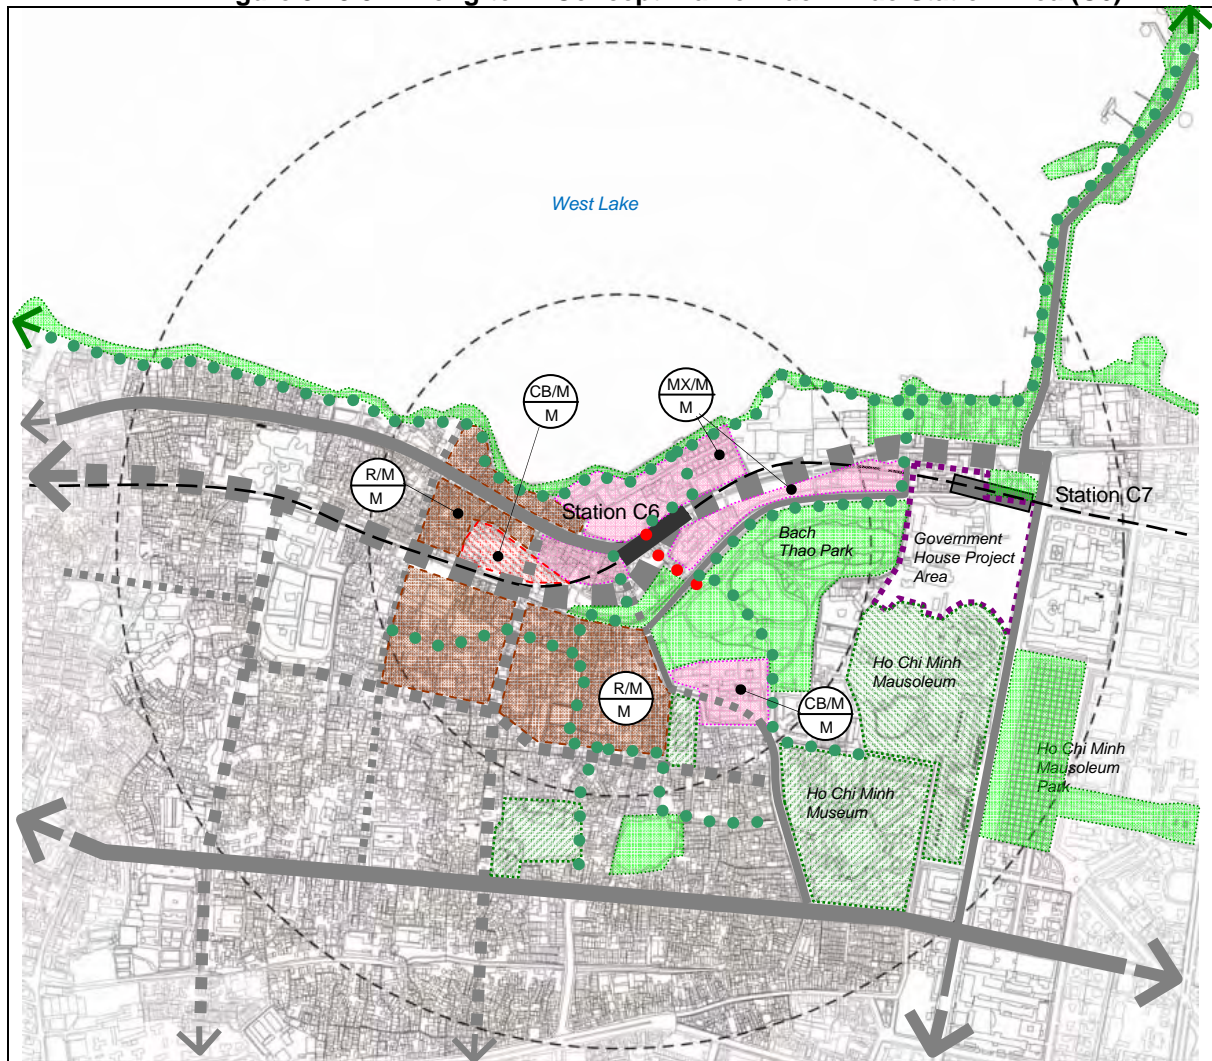 West Lake
CB/M
M
MX/M
M
R/M
M
Station C6
Station C7
Bach
Thao Park
Government
House Project
Area
Ho Chi Minh
Mausoleum
R/M
M
CB/M
M
Ho Chi Minh
Mausoleum
Park
Ho Chi Minh
Museum